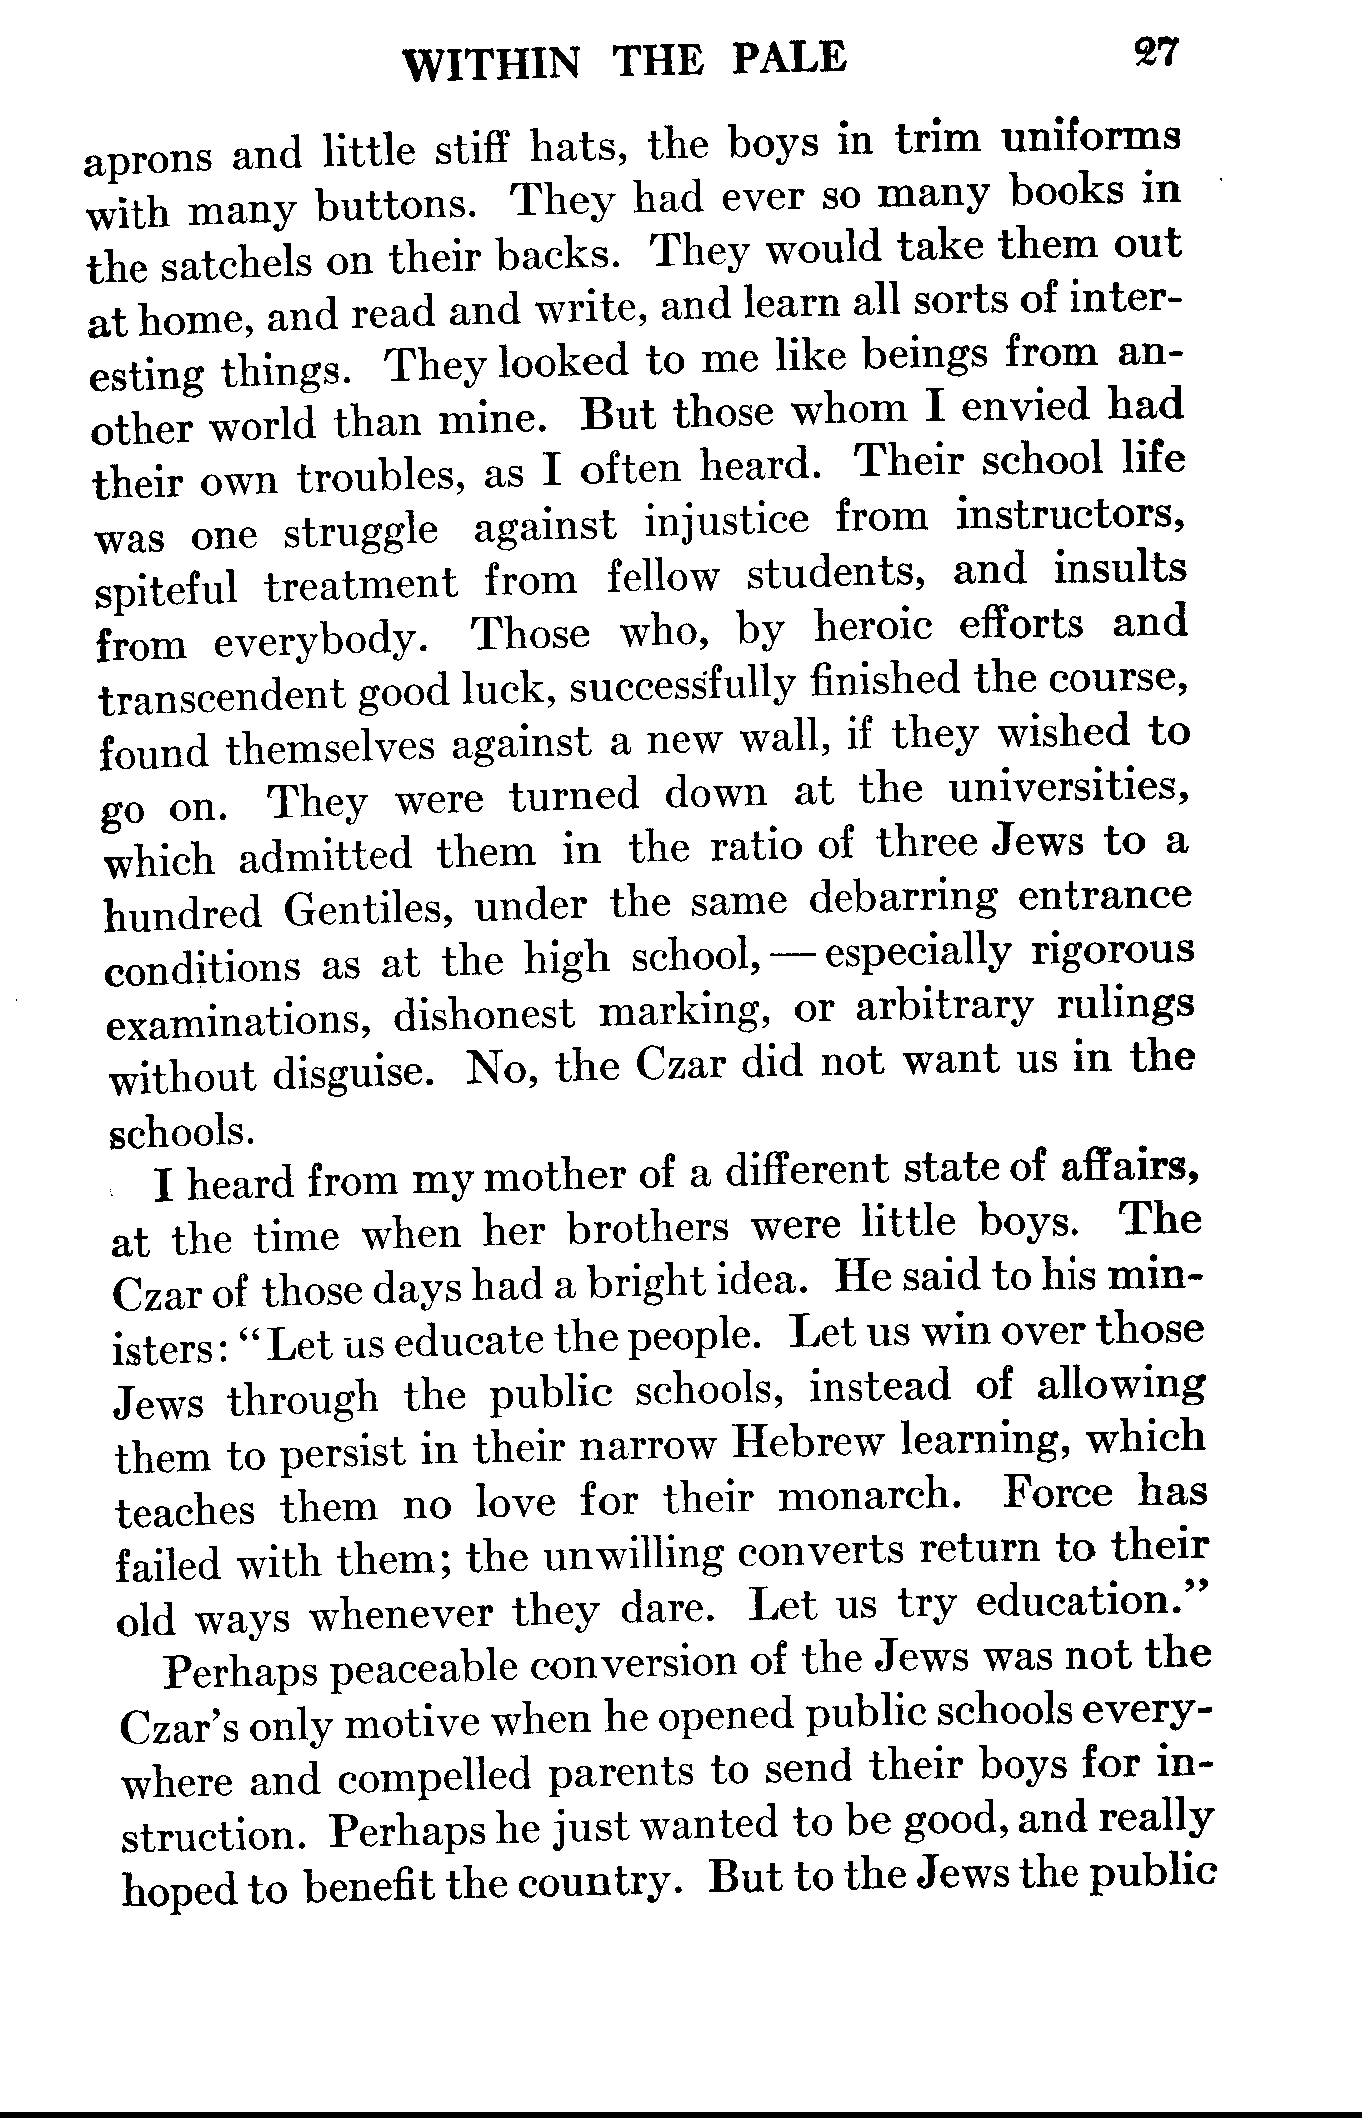 WITHIN THE PALE 27
aprons and little stiff hats, the boys in trim uniforms
with many buttons. They had ever so many books in
the satchels on their backs. They would take them out
at home, and read and write, and learn all sorts of inter-
esting things. They looked to me like beings from an-
other world than mine. But those whom I envied had
their own troubles, as I often heard. Their school life
was one struggle against injustice from instructors,
spiteful treatment from fellow students, and insults
from everybody. Those who, by heroic efforts and
transcendent good luck, successfully finished the course,
found themselves against a new wall, if they wished to
go on. They were turned down at the universities,
which admitted them in the ratio of three Jews to a
hundred Gentiles, under the same debarring entrance
conditions as at the high school, — especially rigorous
examinations, dishonest marking, or arbitrary rulings
without disguise. No, the Czar did not want us in the
schools.
I heard from my mother of a different state of affairs,
at the time when her brothers were little boys. The
Czar of those days had a bright idea. He said to his min-
isters: "Let us educate the people. Let us win over those
Jews through the public schools, instead of allowing
them to persist in their narrow Hebrew learning, which
teaches them no love for their monarch. Force has
failed with them; the unwilling converts return to their
old ways whenever they dare. Let us try education."
Perhaps peaceable conversion of the Jews was not the
Czar's only motive when he opened public schools every-
where and compelled parents to send their boys for in-
struction. Perhaps he just wanted to be good, and really
hoped to benefit the country. But to the Jews the public